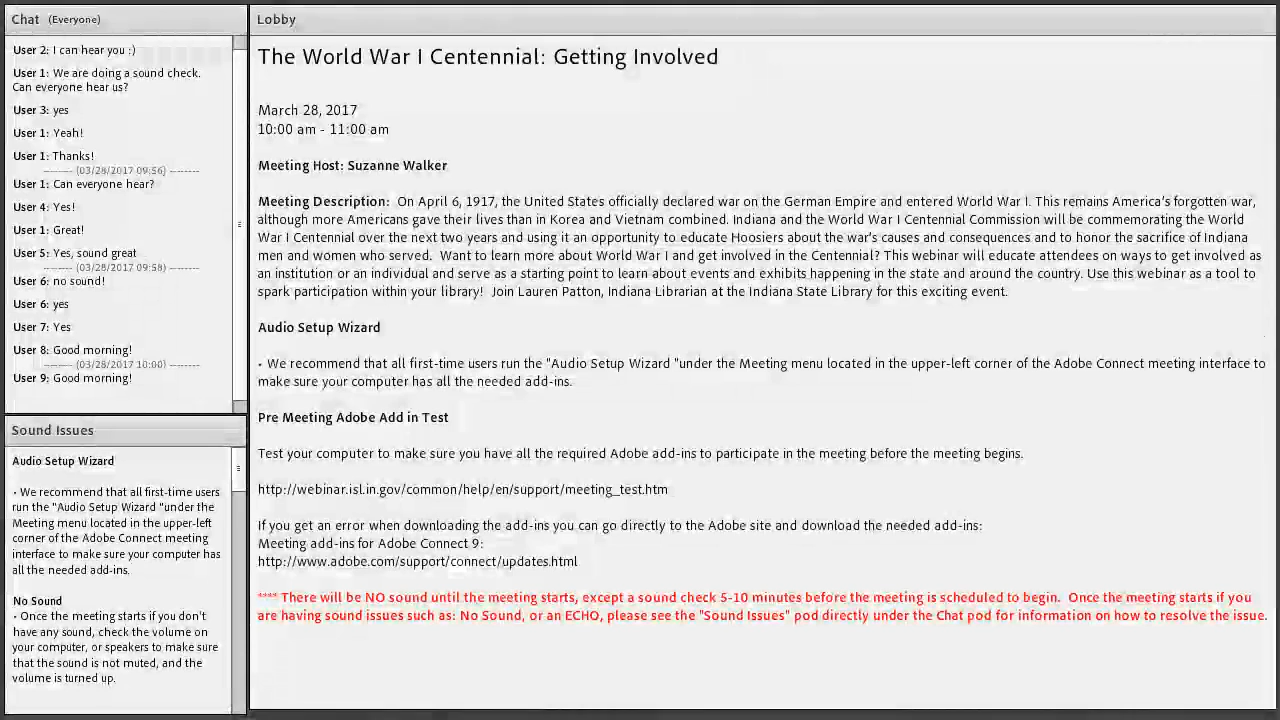 Chat (Everyone)
User 2: I can hear you :)
User 1: We are doing a sound check.
Can everyone hear us?
User 3: yes
User 1: Yeah!
User 1: Thanks!
-------- (03/28/2017 09:56) --------
User 1: Can everyone hear?
User 4: Yes!
User 1: Great!
User 5: Yes, sound great
-------- (03/28/2017 09:58) --------
User 6: no sound!
User 6: yes
User 7: Yes
User 8: Good morning!
-------- (03/28/2017 10:00) --------
User 9: Good morning!
Sound Issues
Audio Setup Wizard
• We recommend that all first-time users
run the "Audio Setup Wizard "under the
Meeting menu located in the upper-left
corner of the Adobe Connect meeting
interface to make sure your computer has
all the needed add-ins.
No Sound
• Once the meeting starts if you don't
have any sound, check the volume on
your computer, or speakers to make sure
that the sound is not muted, and the
volume is turned up.
Lobby
The World War I Centennial: Getting Involved
March 28, 2017
10:00 am - 11:00 am
Meeting Host: Suzanne Walker
Meeting Description: On April 6, 1917, the United States officially declared war on the German Empire and entered World War I. This remains America's forgotten war,
although more Americans gave their lives than in Korea and Vietnam combined. Indiana and the World War I Centennial Commission will be commemorating the World
War I Centennial over the next two years and using it an opportunity to educate Hoosiers about the war's causes and consequences and to honor the sacrifice of Indiana
men and women who served. Want to learn more about World War I and get involved in the Centennial? This webinar will educate attendees on ways to get involved as
an institution or an individual and serve as a starting point to learn about events and exhibits happening in the state and around the country. Use this webinar as a tool to
spark participation within your library! Join Lauren Patton, Indiana Librarian at the Indiana State Library for this exciting event.
Audio Setup Wizard
• We recommend that all first-time users run the "Audio Setup Wizard "under the Meeting menu located in the upper-left corner of the Adobe Connect meeting interface to
make sure your computer has all the needed add-ins.
Pre Meeting Adobe Add in Test
Test your computer to make sure you have all the required Adobe add-ins to participate in the meeting before the meeting begins.
http://webinar.isl.in.gov/common/help/en/support/meeting_test.htm
If you get an error when downloading the add-ins you can go directly to the Adobe site and download the needed add-ins:
Meeting add-ins for Adobe Connect 9:
http://www.adobe.com/support/connect/updates.html
**** There will be NO sound until the meeting starts, except a sound check 5-10 minutes before the meeting is scheduled to begin. Once the meeting starts if you
are having sound issues such as: No Sound, or an ECHO, please see the "Sound Issues" pod directly under the Chat pod for information on how to resolve the issue.